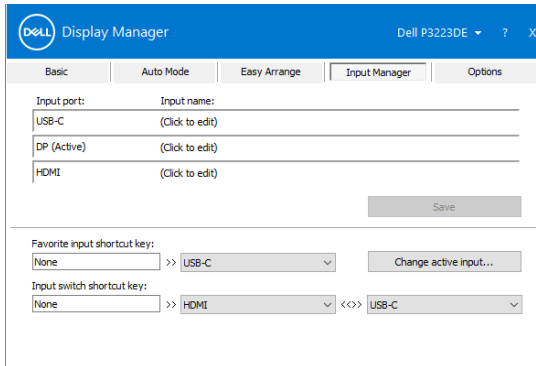 DELL Display Manager Dell P3223DE ? X
Basic Auto Mode Easy Arrange Input Manager Options
Input port: Input name:
USB-C (Click to edit)
DP (Active) (Click to edit)
HDMI (Click to edit)
Save
Favorite input shortcut key:
None >> USB-C Change active input...
Input switch shortcut key:
None >> HDMI <<>> USB-C